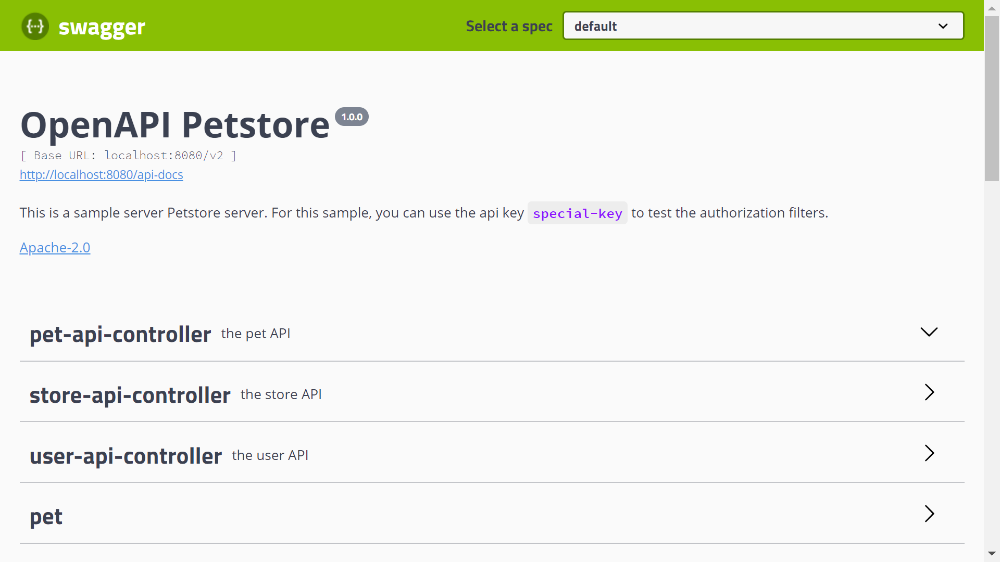 swagger
Select a spec
default
OpenAPI Petstore 1.0.0
[ Base URL: localhost:8080/v2 ]
http://localhost:8080/api-docs
This is a sample server Petstore server. For this sample, you can use the api key special-key to test the authorization filters.
Apache-2.0
pet-api-controller the pet API
store-api-controller the store API
user-api-controller the user API
pet